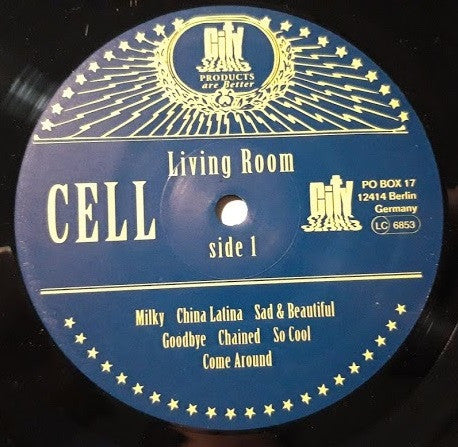 City
SLANG
PRODUCTS
are Better
Living Room
CELL
side 1
City
SLANG
PO BOX 17
12414 Berlin
Germany
LC 6853
Milky China Latina Sad & Beautiful
Goodbye Chained So Cool
Come Around